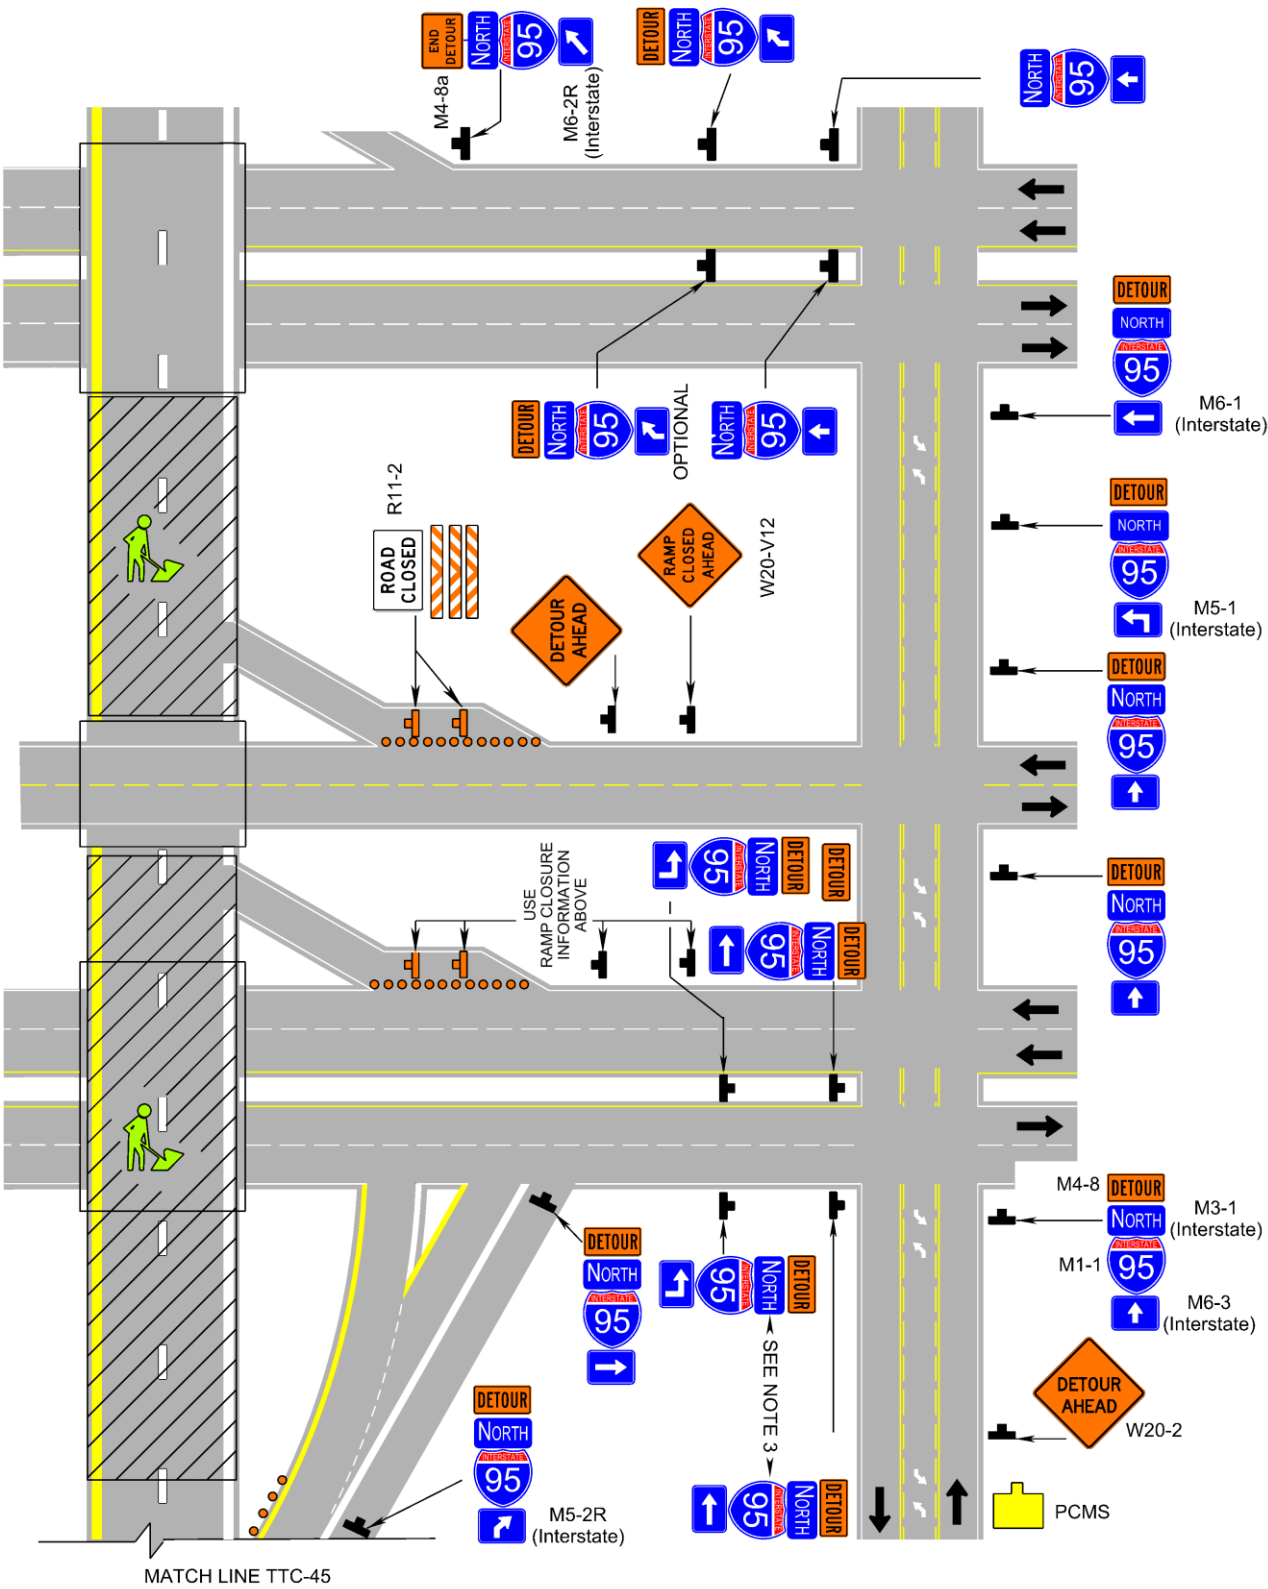 END
DETOUR
NORTH
INTERSTATE
95
M4-8a
M6-2R
(Interstate)
DETOUR
NORTH
INTERSTATE
95
NORTH
INTERSTATE
95
DETOUR
NORTH
INTERSTATE
95
M6-1
(Interstate)
DETOUR
NORTH
INTERSTATE
95
OPTIONAL
NORTH
INTERSTATE
95
R11-2
ROAD
CLOSED
DETOUR
AHEAD
RAMP
CLOSED
AHEAD
W20-V12
DETOUR
NORTH
INTERSTATE
95
M5-1
(Interstate)
DETOUR
NORTH
INTERSTATE
95
USE
RAMP CLOSURE
INFORMATION
ABOVE
95
INTERSTATE
NORTH
DETOUR
DETOUR
95
INTERSTATE
NORTH
DETOUR
DETOUR
NORTH
INTERSTATE
95
M4-8
DETOUR
NORTH
M3-1
(Interstate)
INTERSTATE
M1-1
95
M6-3
(Interstate)
DETOUR
NORTH
INTERSTATE
95
95
INTERSTATE
NORTH
DETOUR
SEE NOTE 3
95
INTERSTATE
NORTH
DETOUR
DETOUR
AHEAD
W20-2
DETOUR
NORTH
INTERSTATE
95
M5-2R
(Interstate)
PCMS
MATCH LINE TTC-45